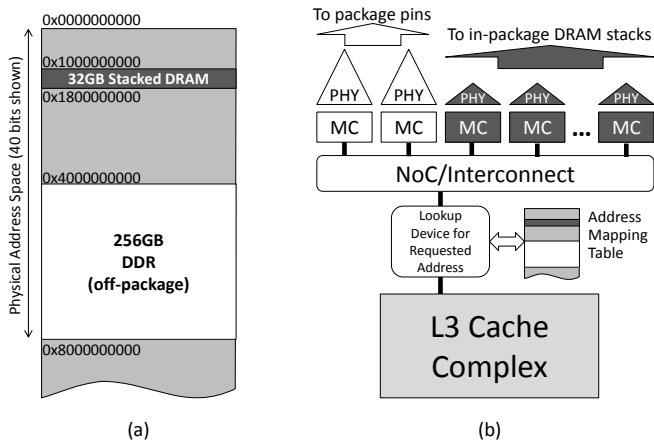 0x0000000000
0x1000000000
32GB Stacked DRAM
0x1800000000
0x4000000000
256GB
DDR
(off-package)
0x8000000000
Physical Address Space (40 bits shown)
(a)
To package pins
To in-package DRAM stacks
PHY PHY PHY PHY PHY
MC MC MC MC ... MC
NoC/Interconnect
Lookup
Device for
Requested
Address
Address
Mapping
Table
L3 Cache
Complex
(b)